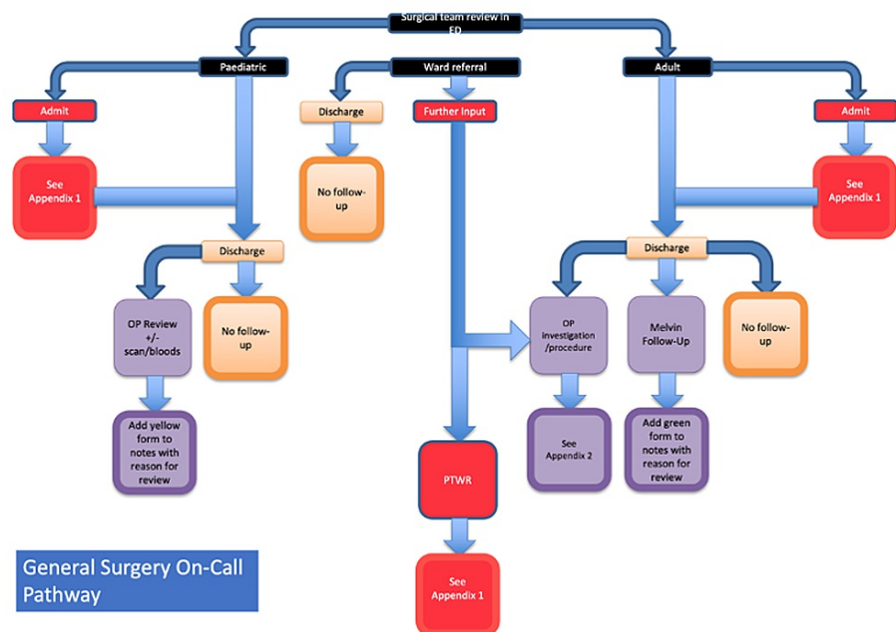 Surgical team review in
ED
Paediatric
Ward referral
Adult
Admit
Discharge
Further Input
Admit
See
Appendix 1
No follow-
up
See
Appendix 1
Discharge
Discharge
OP Review
+/-
scan/bloods
No follow-
up
OP
investigation
/procedure
Melvin
Follow-Up
No follow-
up
Add yellow
form to
notes with
reason for
review
See
Appendix 2
Add green
form to
notes with
reason for
review
PTWR
See
Appendix 1
General Surgery On-Call
Pathway